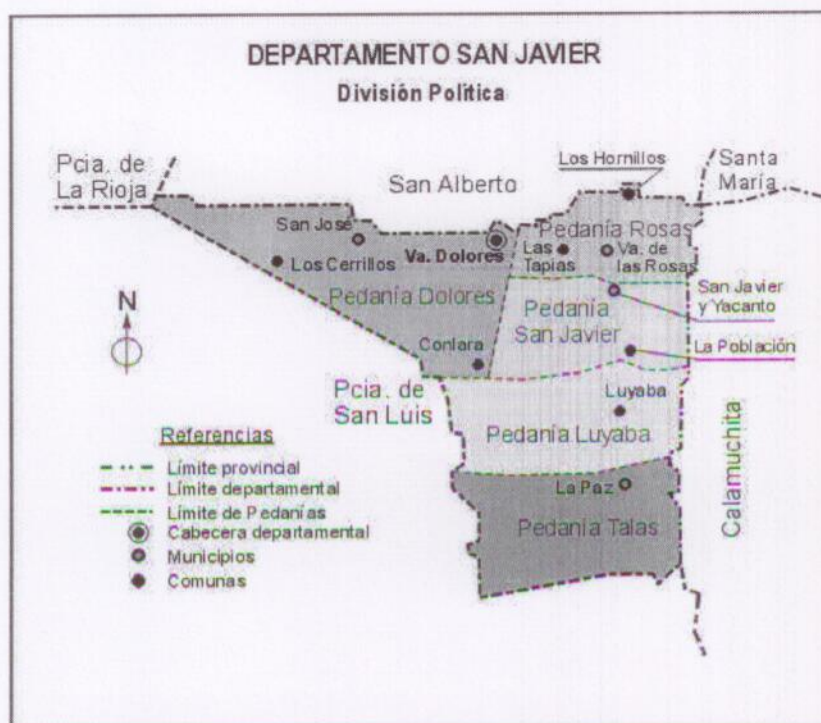 DEPARTAMENTO SAN JAVIER
División Política
Pcia. de
La Rioja
San Alberto
Los Hornillos
Santa
María
San José
Va. Dolores
Pedanía Rosas
Las
Tapias
Va. de
las Rosas
Los Cerrillos
Pedanía Dolores
San Javier
y Yacanto
N
Pedanía
San Javier
La Población
Conlara
Pcia. de
San Luis
Luyaba
Pedanía Luyaba
Calamuchita
La Paz
Pedanía Talas
Referencias
Límite provincial
Límite departamental
Límite de Pedanías
Cabecera departamental
Municipios
Comunas